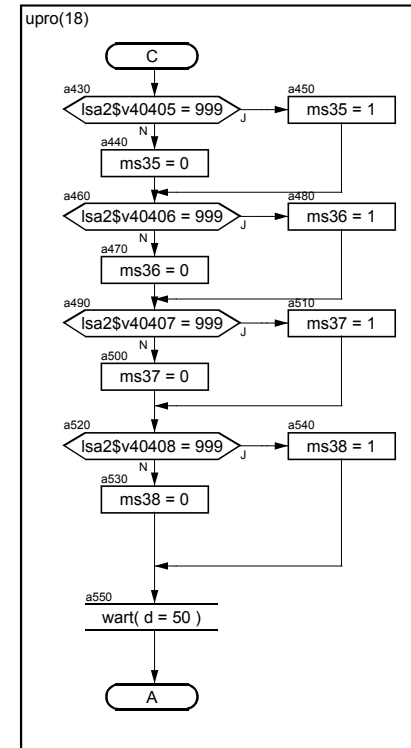 upro(18)
C
a430
lsa2$v40405 = 999
J
N
a450
ms35 = 1
a440
ms35 = 0
a460
lsa2$v40406 = 999
J
N
a480
ms36 = 1
a470
ms36 = 0
a490
lsa2$v40407 = 999
J
N
a510
ms37 = 1
a500
ms37 = 0
a520
lsa2$v40408 = 999
J
N
a540
ms38 = 1
a530
ms38 = 0
a550
wart( d = 50 )
A